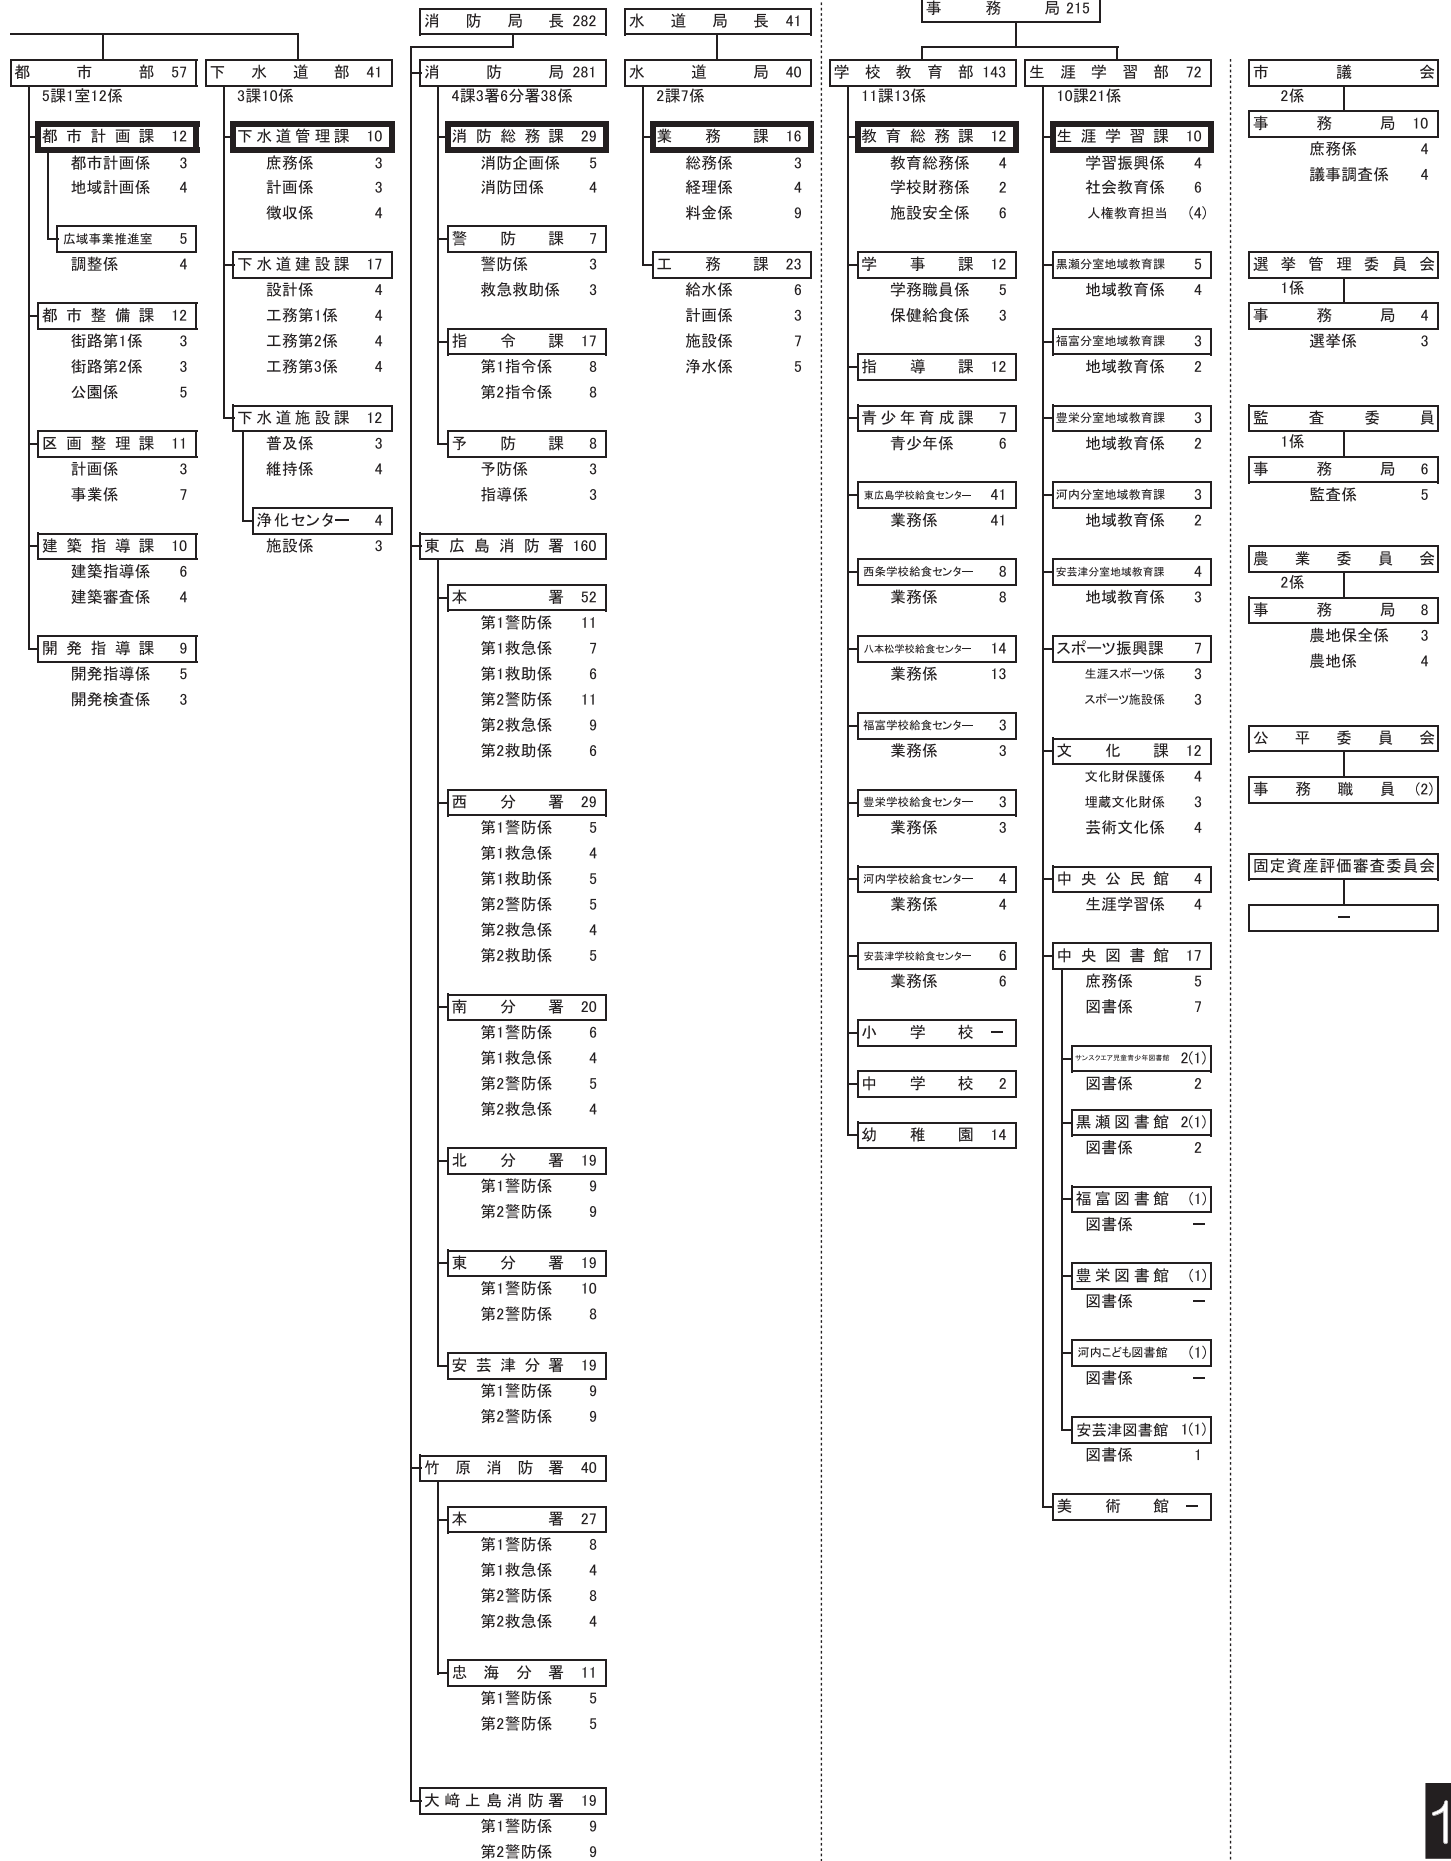 都市部 57
5課1室12係
都市計画課 12
都市計画係 3
地域計画係 4
広域事業推進室 5
調整係 4
都市整備課 12
街路第1係 3
街路第2係 3
公園係 5
区画整理課 11
計画係 3
事業係 7
建築指導課 10
建築指導係 6
建築審査係 4
開発指導課 9
開発指導係 5
開発検査係 3
下水道部 41
3課10係
下水道管理課 10
庶務係 3
計画係 3
徴収係 4
下水道建設課 17
設計係 4
工務第1係 4
工務第2係 4
工務第3係 4
下水道施設課 12
普及係 3
維持係 4
浄化センター 4
施設係 3
消防局長 282
消防局 281
4課3署6分署38係
消防総務課 29
消防企画係 5
消防団係 4
警防課 7
警防係 3
救急救助係 3
指令課 17
第1指令係 8
第2指令係 8
予防課 8
予防係 3
指導係 3
東広島消防署 160
本署 52
第1警防係 11
第1救急係 7
第1救助係 6
第2警防係 11
第2救急係 9
第2救助係 6
西分署 29
第1警防係 5
第1救急係 4
第1救助係 5
第2警防係 5
第2救急係 4
第2救助係 5
南分署 20
第1警防係 6
第1救急係 4
第2警防係 5
第2救急係 4
北分署 19
第1警防係 9
第2警防係 9
東分署 19
第1警防係 10
第2警防係 8
安芸津分署 19
第1警防係 9
第2警防係 9
竹原消防署 40
本署 27
第1警防係 8
第1救急係 4
第2警防係 8
第2救急係 4
忠海分署 11
第1警防係 5
第2警防係 5
大﨑上島消防署 19
第1警防係 9
第2警防係 9
水道局長 41
水道局 40
2課7係
業務課 16
総務係 3
経理係 4
料金係 9
工務課 23
給水係 6
計画係 3
施設係 7
浄水係 5
事務局 215
学校教育部 143
11課13係
教育総務課 12
教育総務係 4
学校財務係 2
施設安全係 6
学事課 12
学務職員係 5
保健給食係 3
指導課 12
青少年育成課 7
青少年係 6
東広島学校給食センター 41
業務係 41
西条学校給食センター 8
業務係 8
八本松学校給食センター 14
業務係 13
福富学校給食センター 3
業務係 3
豊栄学校給食センター 3
業務係 3
河内学校給食センター 4
業務係 4
安芸津学校給食センター 6
業務係 6
小学校 ー
中学校 2
幼稚園 14
生涯学習部 72
10課21係
生涯学習課 10
学習振興係 4
社会教育係 6
人権教育担当 (4)
黒瀬分室地域教育課 5
地域教育係 4
福富分室地域教育課 3
地域教育係 2
豊栄分室地域教育課 3
地域教育係 2
河内分室地域教育課 3
地域教育係 2
安芸津分室地域教育課 4
地域教育係 3
スポーツ振興課 7
生涯スポーツ係 3
スポーツ施設係 3
文化課 12
文化財保護係 4
埋蔵文化財係 3
芸術文化係 4
中央公民館 4
生涯学習係 4
中央図書館 17
庶務係 5
図書係 7
サンスクエア児童青少年図書館 2(1)
図書係 2
黒瀬図書館 2(1)
図書係 2
福富図書館 (1)
図書係 ー
豊栄図書館 (1)
図書係 ー
河内こども図書館 (1)
図書係 ー
安芸津図書館 1(1)
図書係 1
美術館 ー
市議会
2係
事務局 10
庶務係 4
議事調査係 4
選挙管理委員会
1係
事務局 4
選挙係 3
監査委員
1係
事務局 6
監査係 5
農業委員会
2係
事務局 8
農地保全係 3
農地係 4
公平委員会
事務職員 (2)
固定資産評価審査委員会
ー
1